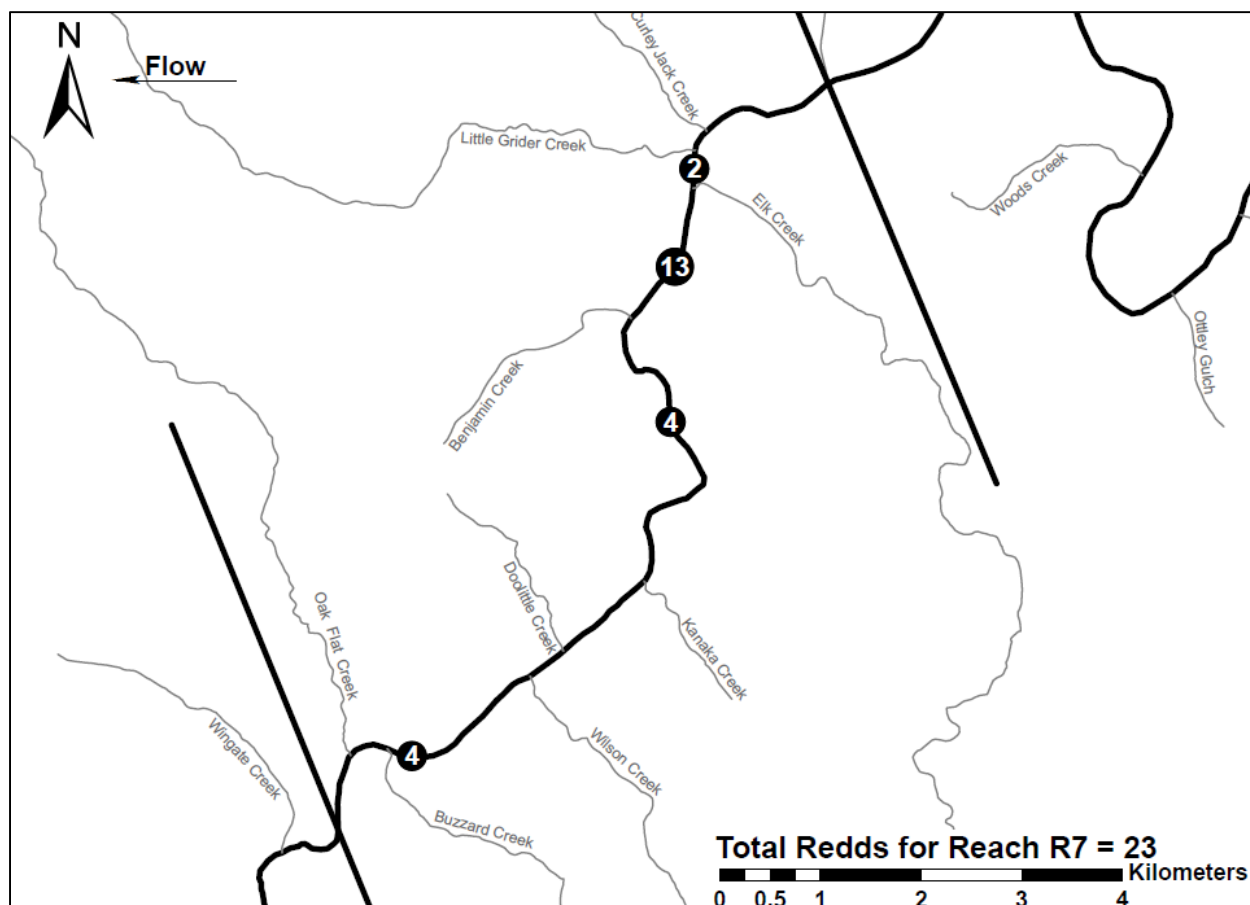 N
Flow
Curley Jack Creek
Little Grider Creek
2
Woods Creek
Elk Creek
13
Ottley Gulch
Benjamin Creek
4
Doolittle Creek
Oak Flat Creek
Kanaka Creek
Wingate Creek
Wilson Creek
4
Buzzard Creek
Total Redds for Reach R7 = 23
Kilometers
0 0.5 1 2 3 4